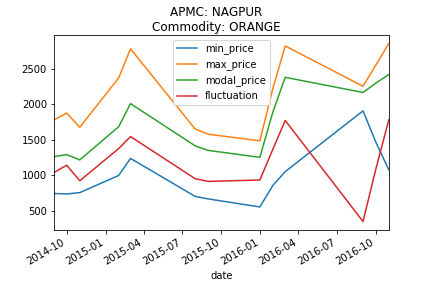 APMC: NAGPUR
Commodity: ORANGE
min_price
max_price
modal_price
fluctuation
2500
2000
1500
1000
500
2014-10
2015-01
2015-04
2015-07
2015-10
2016-01
2016-04
2016-07
2016-10
date